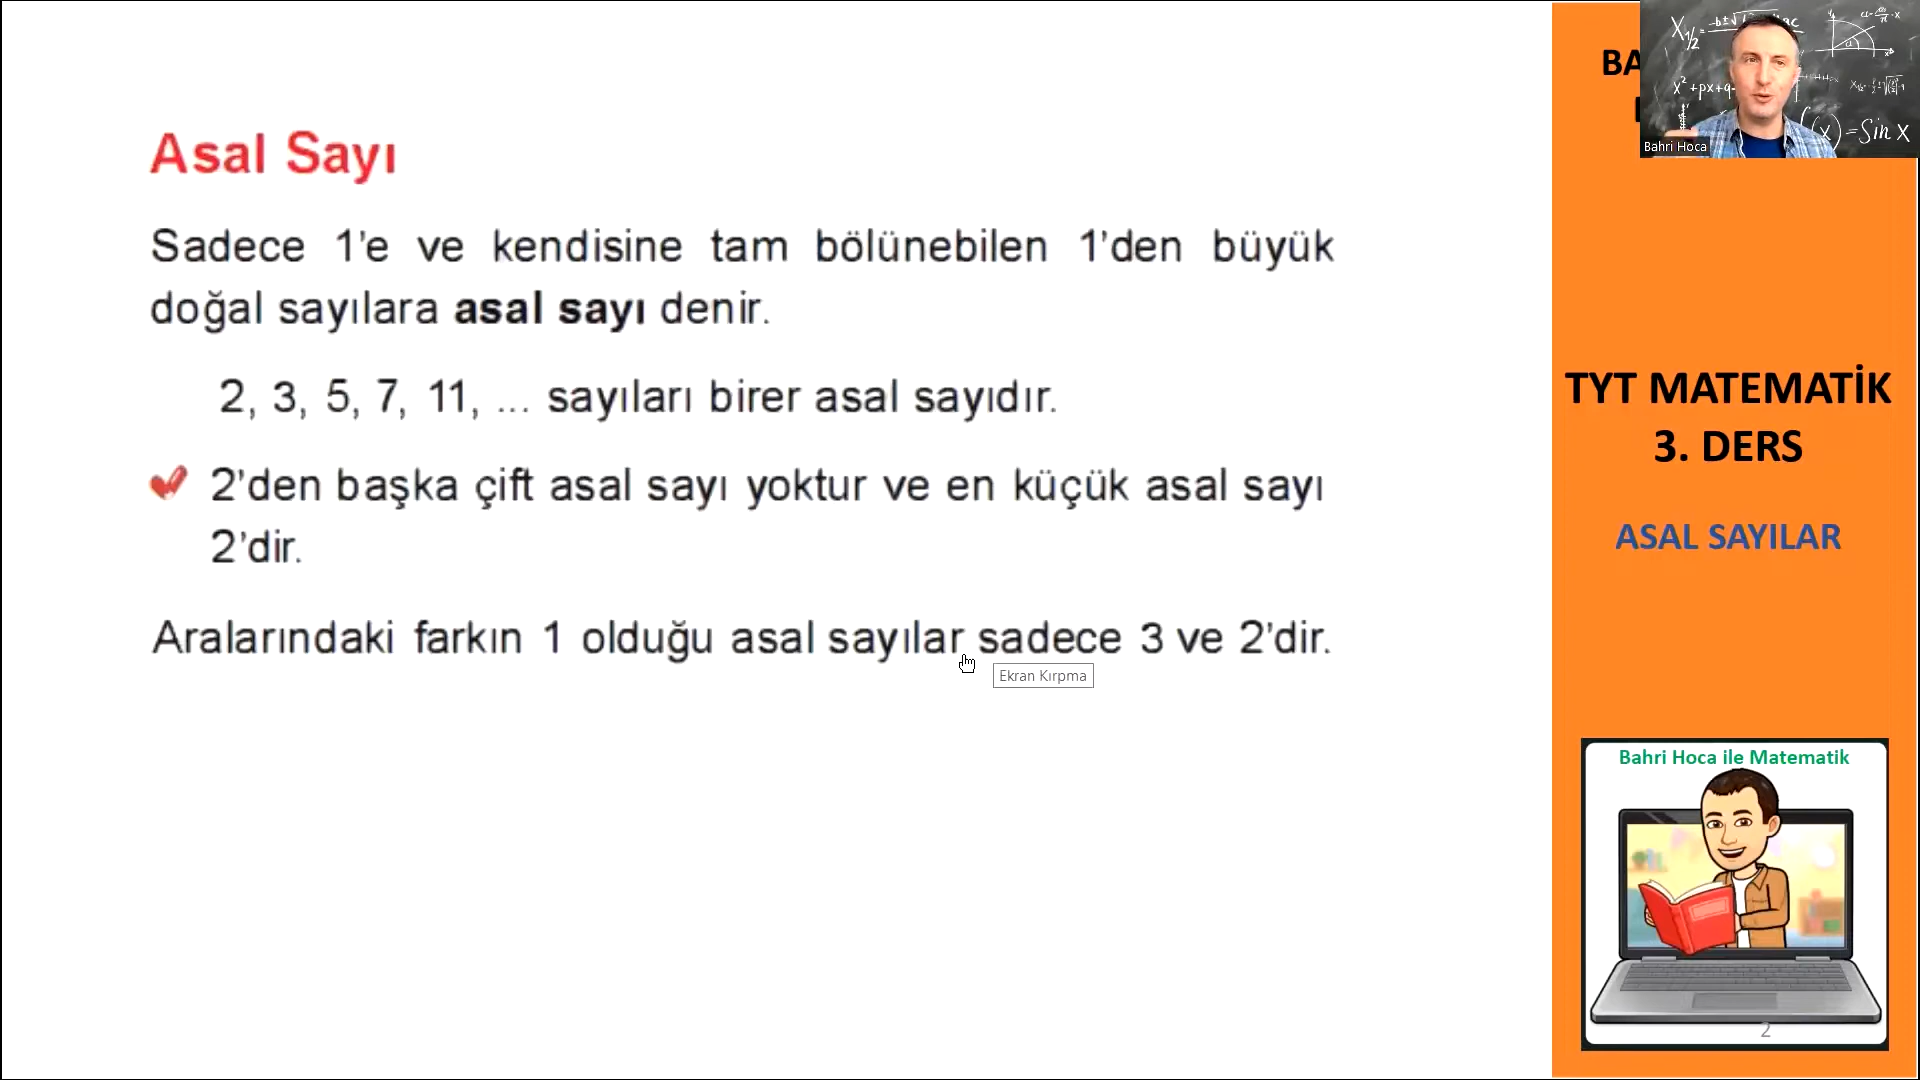 Asal Sayı
Sadece 1'e ve kendisine tam bölünebilen 1'den büyük
doğal sayılara asal sayı denir.
2, 3, 5, 7, 11, ... sayıları birer asal sayıdır.
2'den başka çift asal sayı yoktur ve en küçük asal sayı
2'dir.
Aralarındaki farkın 1 olduğu asal sayılar sadece 3 ve 2'dir.
Ekran Kırpma
Bahri Hoca
TYT MATEMATİK
3. DERS
ASAL SAYILAR
Bahri Hoca ile Matematik
2